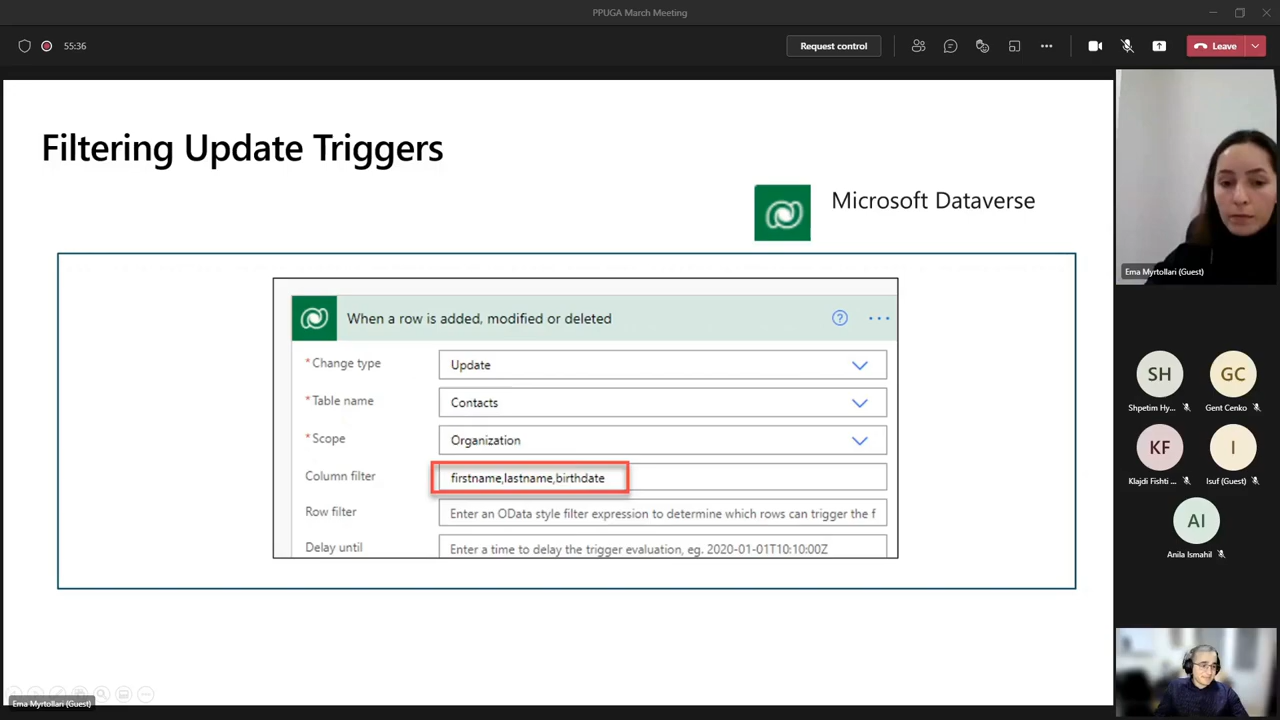 PPUGA March Meeting
55:36
Request control
Leave
Filtering Update Triggers
Microsoft Dataverse
When a row is added, modified or deleted
?
*Change type
Update
*Table name
Contacts
*Scope
Organization
Column filter
firstname,lastname,birthdate
Row filter
Enter an OData style filter expression to determine which rows can trigger the f
Delay until
Enter a time to delay the trigger evaluation, eg. 2020-01-01T10:10:00Z
Ema Myrtollari (Guest)
Ema Myrtollari (Guest)
SH
GC
Shpetim Hy...
Gent Cenko
KF
I
Klajdi Fishti ...
Isuf (Guest)
AI
Anila Ismahil